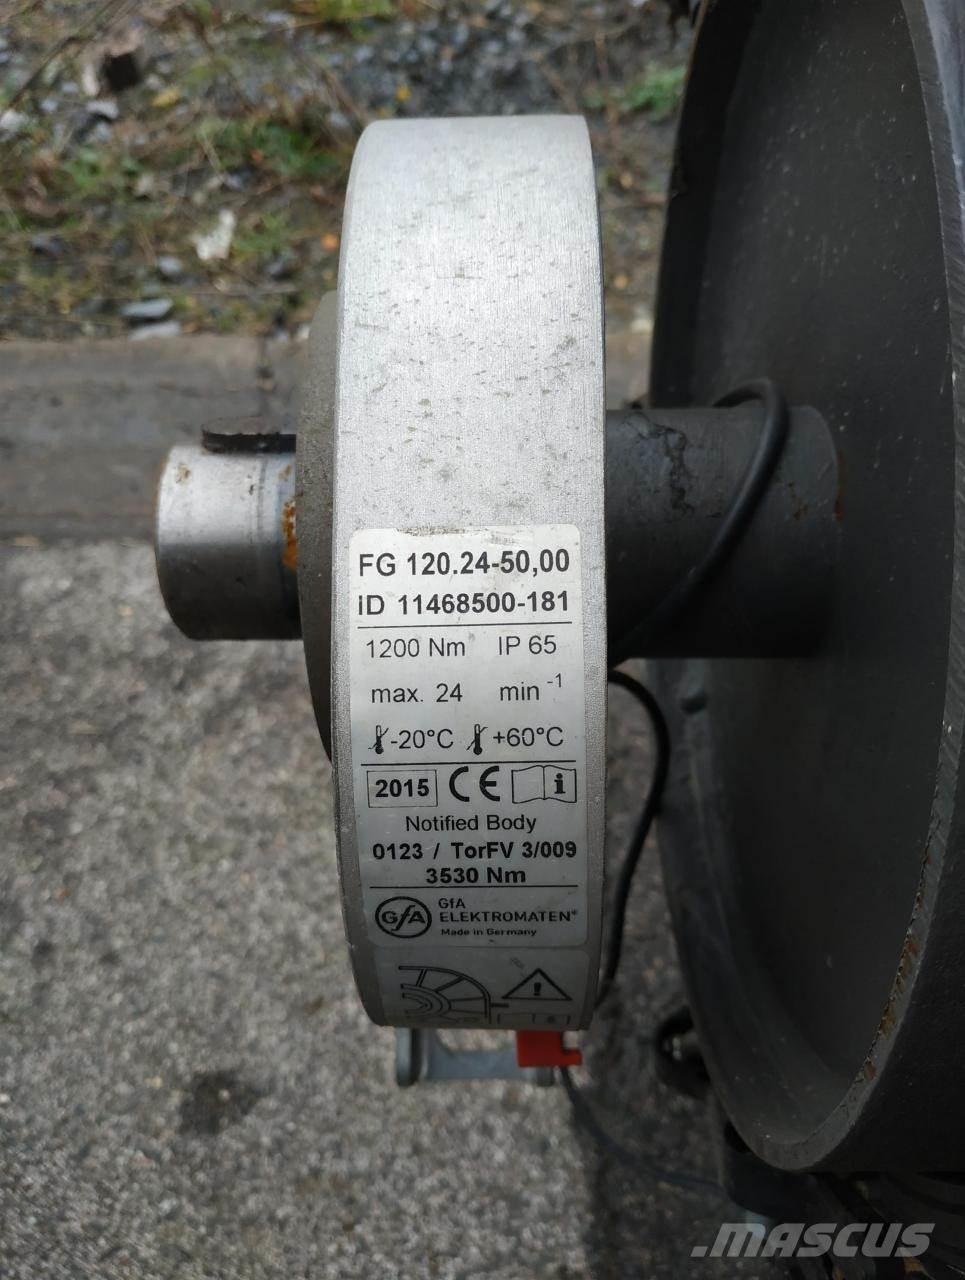 FG 120.24-50,00
ID 11468500-181
1200 Nm IP 65
max. 24 min -1
-20°C +60°C
2015 CE i
Notified Body
0123 / TorFV 3/009
3530 Nm
GfA GfA
ELEKTROMATEN®
Made in Germany
!
MASCUS